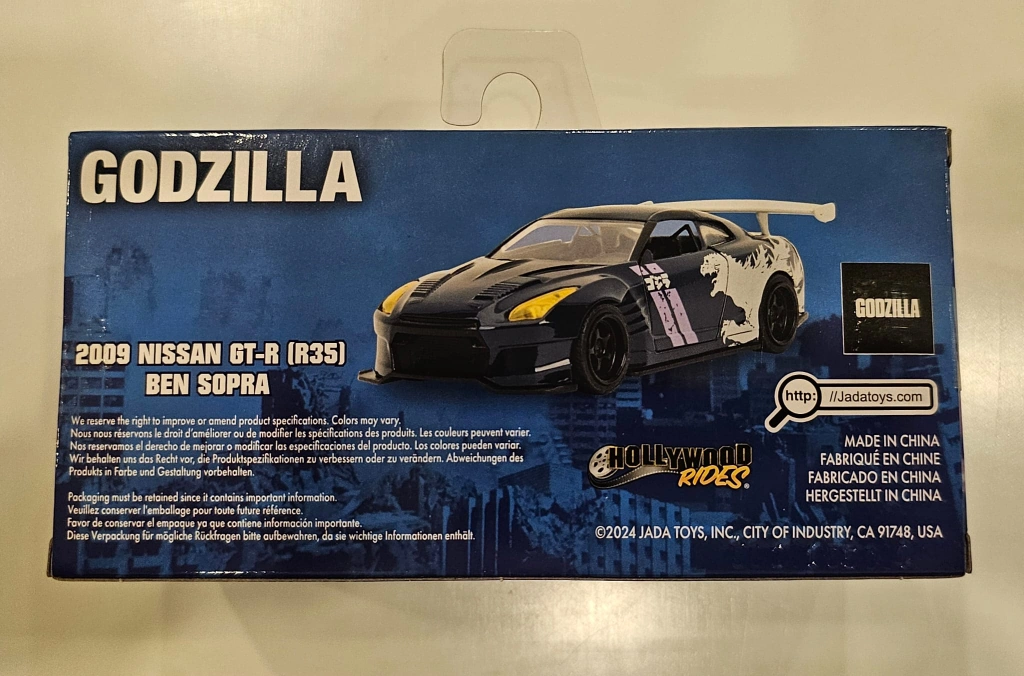 GODZILLA
2009 NISSAN GT-R (R35)
BEN SOPRA
We reserve the right to improve or amend product specifications. Colors may vary.
Nous nous réservons le droit d'améliorer ou de modifier les spécifications des produits. Les couleurs peuvent varier.
Nos reservamos el derecho de mejorar o modificar las especificaciones del producto. Los colores pueden variar.
Wir behalten uns das Recht vor, die Produktspezifikationen zu verbessern oder zu verändern. Abweichungen des
Produkts in Farbe und Gestaltung vorbehalten.
Packaging must be retained since it contains important information.
Veuillez conserver l'emballage pour toute future référence.
Favor de conservar el empaque ya que contiene información importante.
Diese Verpackung für mögliche Rückfragen bitte aufbewahren, da sie wichtige Informationen enthält.
ゴジラ
GODZILLA
http: //Jadatoys.com
HOLLYWOOD
RIDES®
MADE IN CHINA
FABRIQUÉ EN CHINE
FABRICADO EN CHINA
HERGESTELLT IN CHINA
©2024 JADA TOYS, INC., CITY OF INDUSTRY, CA 91748, USA